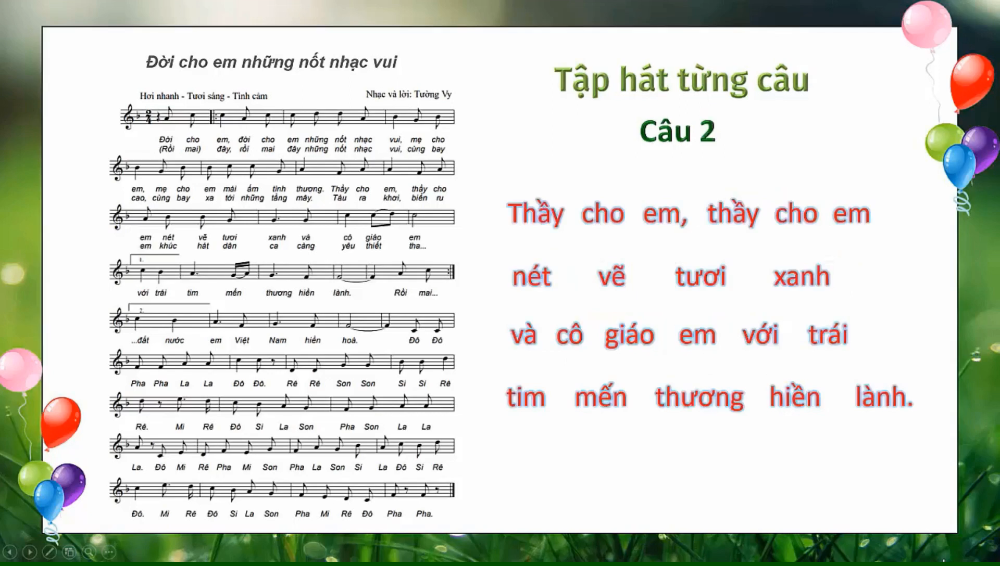 Đời cho em những nốt nhạc vui
Hơi nhanh - Tươi sáng - Tình cảm
Nhạc và lời: Tường Vy
Đời cho em, đời cho em những nốt nhạc vui, mẹ cho
(Rồi mai) đây, rồi mai đây những nốt nhạc vui, cùng bay
em, mẹ cho em mái ấm tình thương. Thầy cho em, thầy cho
cao, cùng bay xa tới những tầng mây. Tàu ra khơi, biển ru
em nét vẽ tươi xanh và cô giáo em
em khúc hát dân ca càng yêu thiết tha...
1.
với trái tim mến thương hiền lành. Rồi mai...
2.
...đất nước em Việt Nam hiền hoà. Đô Đô
Pha Pha La La Đô Đô. Rê Rê Son Son Si Si Rê
Rê. Mi Rê Đô Si La Son Pha Son La La
La. Đô Mi Rê Pha Mi Son Pha La Son Si La Đô Si Rê
Đô. Mi Rê Đô Si La Son Pha Mi Rê Đô Pha Pha.
Tập hát từng câu
Câu 2
Thầy cho em, thầy cho em
nét vẽ tươi xanh
và cô giáo em với trái
tim mến thương hiền lành.